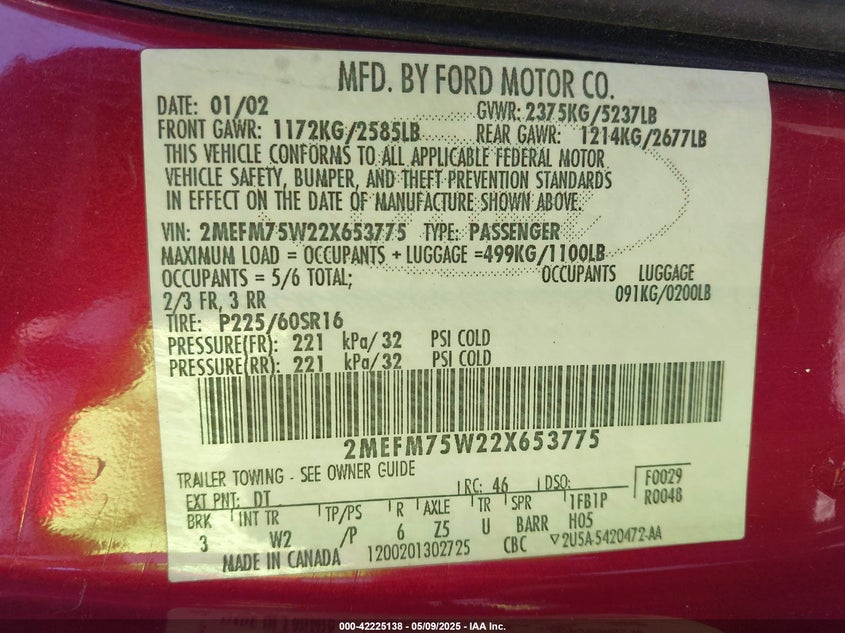 MFD. BY FORD MOTOR CO.
DATE: 01/02 GVWR: 2375KG/5237LB
FRONT GAWR: 1172KG/2585LB REAR GAWR: 1214KG/2677LB
THIS VEHICLE CONFORMS TO ALL APPLICABLE FEDERAL MOTOR
VEHICLE SAFETY, BUMPER, AND THEFT PREVENTION STANDARDS
IN EFFECT ON THE DATE OF MANUFACTURE SHOWN ABOVE.
VIN: 2MEFM75W22X653775 TYPE: PASSENGER
MAXIMUM LOAD = OCCUPANTS + LUGGAGE =499KG/1100LB
OCCUPANTS = 5/6 TOTAL; OCCUPANTS LUGGAGE
2/3 FR, 3 RR 091KG/0200LB
TIRE: P225/60SR16
PRESSURE(FR): 221 kPa/32 PSI COLD
PRESSURE(RR): 221 kPa/32 PSI COLD
2MEFM75W22X653775
TRAILER TOWING - SEE OWNER GUIDE
EXT PNT: DT RC: 46 DSO: F0029
BRK INT TR TP/PS R AXLE TR SPR 1FB1P R0048
3 W2 /P 6 Z5 U BARR H05
MADE IN CANADA 1200201302725 CBC 2U5A-5420472-AA
000-42225138 - 05/09/2025 - IAA Inc.